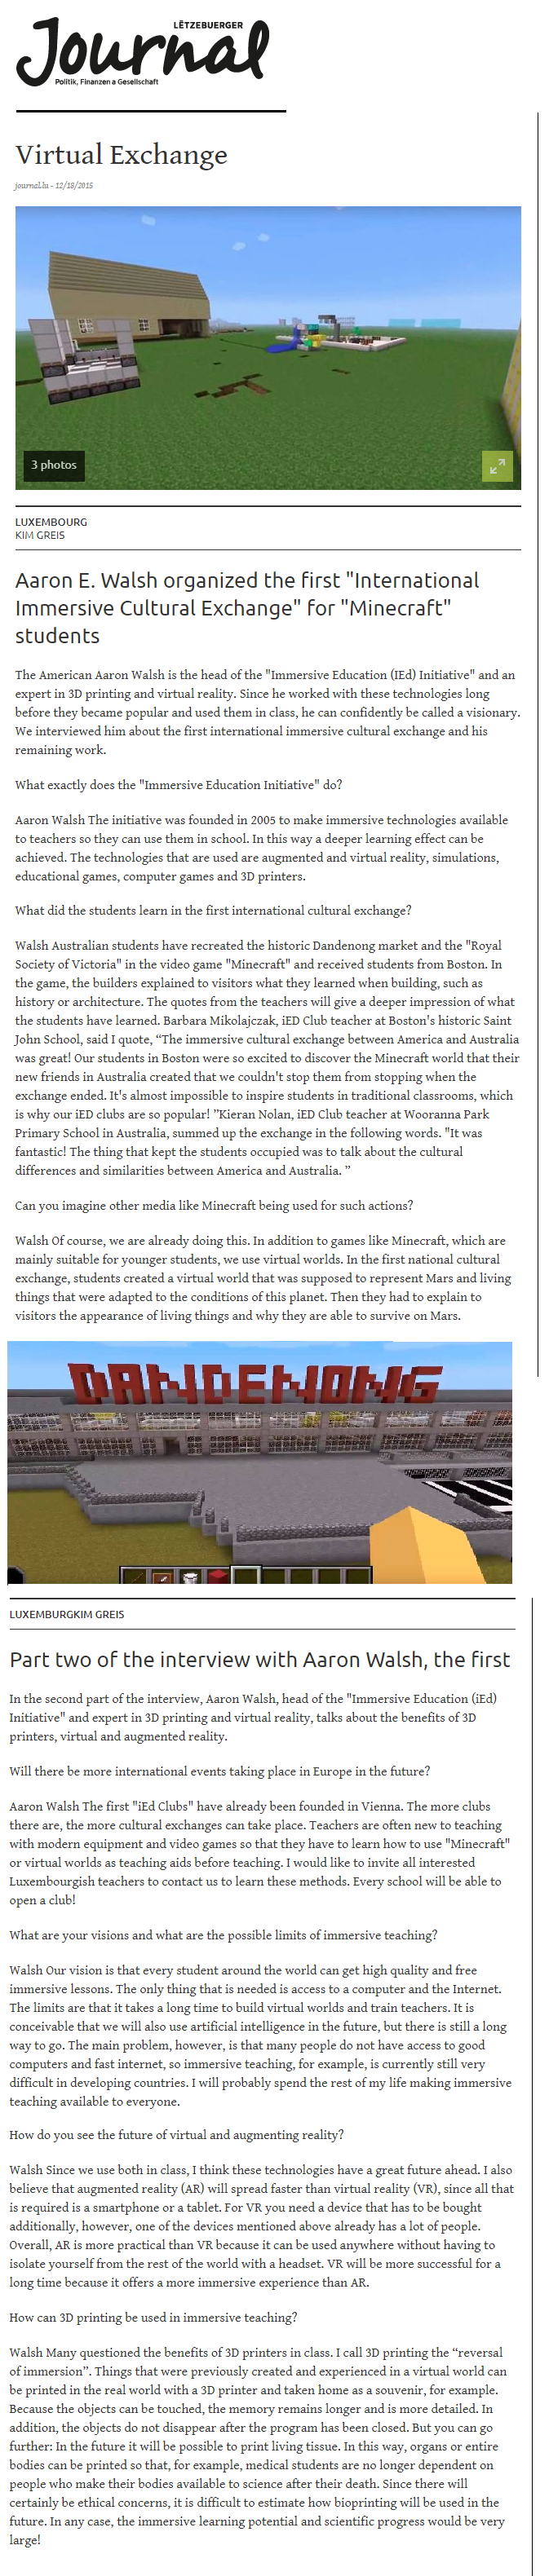 LËTZEBUERGER
Journal
Politik, Finanzen a Gesellschaft
Virtual Exchange
journal.lu - 12/18/2015
3 photos
LUXEMBOURG
KIM GREIS
Aaron E. Walsh organized the first "International
Immersive Cultural Exchange" for "Minecraft"
students
The American Aaron Walsh is the head of the "Immersive Education (IEd) Initiative" and an
expert in 3D printing and virtual reality. Since he worked with these technologies long
before they became popular and used them in class, he can confidently be called a visionary.
We interviewed him about the first international immersive cultural exchange and his
remaining work.
What exactly does the "Immersive Education Initiative" do?
Aaron Walsh The initiative was founded in 2005 to make immersive technologies available
to teachers so they can use them in school. In this way a deeper learning effect can be
achieved. The technologies that are used are augmented and virtual reality, simulations,
educational games, computer games and 3D printers.
What did the students learn in the first international cultural exchange?
Walsh Australian students have recreated the historic Dandenong market and the "Royal
Society of Victoria" in the video game "Minecraft" and received students from Boston. In
the game, the builders explained to visitors what they learned when building, such as
history or architecture. The quotes from the teachers will give a deeper impression of what
the students have learned. Barbara Mikolajczak, iED Club teacher at Boston's historic Saint
John School, said I quote, “The immersive cultural exchange between America and Australia
was great! Our students in Boston were so excited to discover the Minecraft world that their
new friends in Australia created that we couldn't stop them from stopping when the
exchange ended. It's almost impossible to inspire students in traditional classrooms, which
is why our iED clubs are so popular! ”Kieran Nolan, iED Club teacher at Wooranna Park
Primary School in Australia, summed up the exchange in the following words. "It was
fantastic! The thing that kept the students occupied was to talk about the cultural
differences and similarities between America and Australia. ”
Can you imagine other media like Minecraft being used for such actions?
Walsh Of course, we are already doing this. In addition to games like Minecraft, which are
mainly suitable for younger students, we use virtual worlds. In the first national cultural
exchange, students created a virtual world that was supposed to represent Mars and living
things that were adapted to the conditions of this planet. Then they had to explain to
visitors the appearance of living things and why they are able to survive on Mars.
DANDENONG
LUXEMBURGKIM GREIS
Part two of the interview with Aaron Walsh, the first
In the second part of the interview, Aaron Walsh, head of the "Immersive Education (iEd)
Initiative" and expert in 3D printing and virtual reality, talks about the benefits of 3D
printers, virtual and augmented reality.
Will there be more international events taking place in Europe in the future?
Aaron Walsh The first "iEd Clubs" have already been founded in Vienna. The more clubs
there are, the more cultural exchanges can take place. Teachers are often new to teaching
with modern equipment and video games so that they have to learn how to use "Minecraft"
or virtual worlds as teaching aids before teaching. I would like to invite all interested
Luxembourgish teachers to contact us to learn these methods. Every school will be able to
open a club!
What are your visions and what are the possible limits of immersive teaching?
Walsh Our vision is that every student around the world can get high quality and free
immersive lessons. The only thing that is needed is access to a computer and the Internet.
The limits are that it takes a long time to build virtual worlds and train teachers. It is
conceivable that we will also use artificial intelligence in the future, but there is still a long
way to go. The main problem, however, is that many people do not have access to good
computers and fast internet, so immersive teaching, for example, is currently still very
difficult in developing countries. I will probably spend the rest of my life making immersive
teaching available to everyone.
How do you see the future of virtual and augmenting reality?
Walsh Since we use both in class, I think these technologies have a great future ahead. I also
believe that augmented reality (AR) will spread faster than virtual reality (VR), since all that
is required is a smartphone or a tablet. For VR you need a device that has to be bought
additionally, however, one of the devices mentioned above already has a lot of people.
Overall, AR is more practical than VR because it can be used anywhere without having to
isolate yourself from the rest of the world with a headset. VR will be more successful for a
long time because it offers a more immersive experience than AR.
How can 3D printing be used in immersive teaching?
Walsh Many questioned the benefits of 3D printers in class. I call 3D printing the “reversal
of immersion”. Things that were previously created and experienced in a virtual world can
be printed in the real world with a 3D printer and taken home as a souvenir, for example.
Because the objects can be touched, the memory remains longer and is more detailed. In
addition, the objects do not disappear after the program has been closed. But you can go
further: In the future it will be possible to print living tissue. In this way, organs or entire
bodies can be printed so that, for example, medical students are no longer dependent on
people who make their bodies available to science after their death. Since there will
certainly be ethical concerns, it is difficult to estimate how bioprinting will be used in the
future. In any case, the immersive learning potential and scientific progress would be very
large!